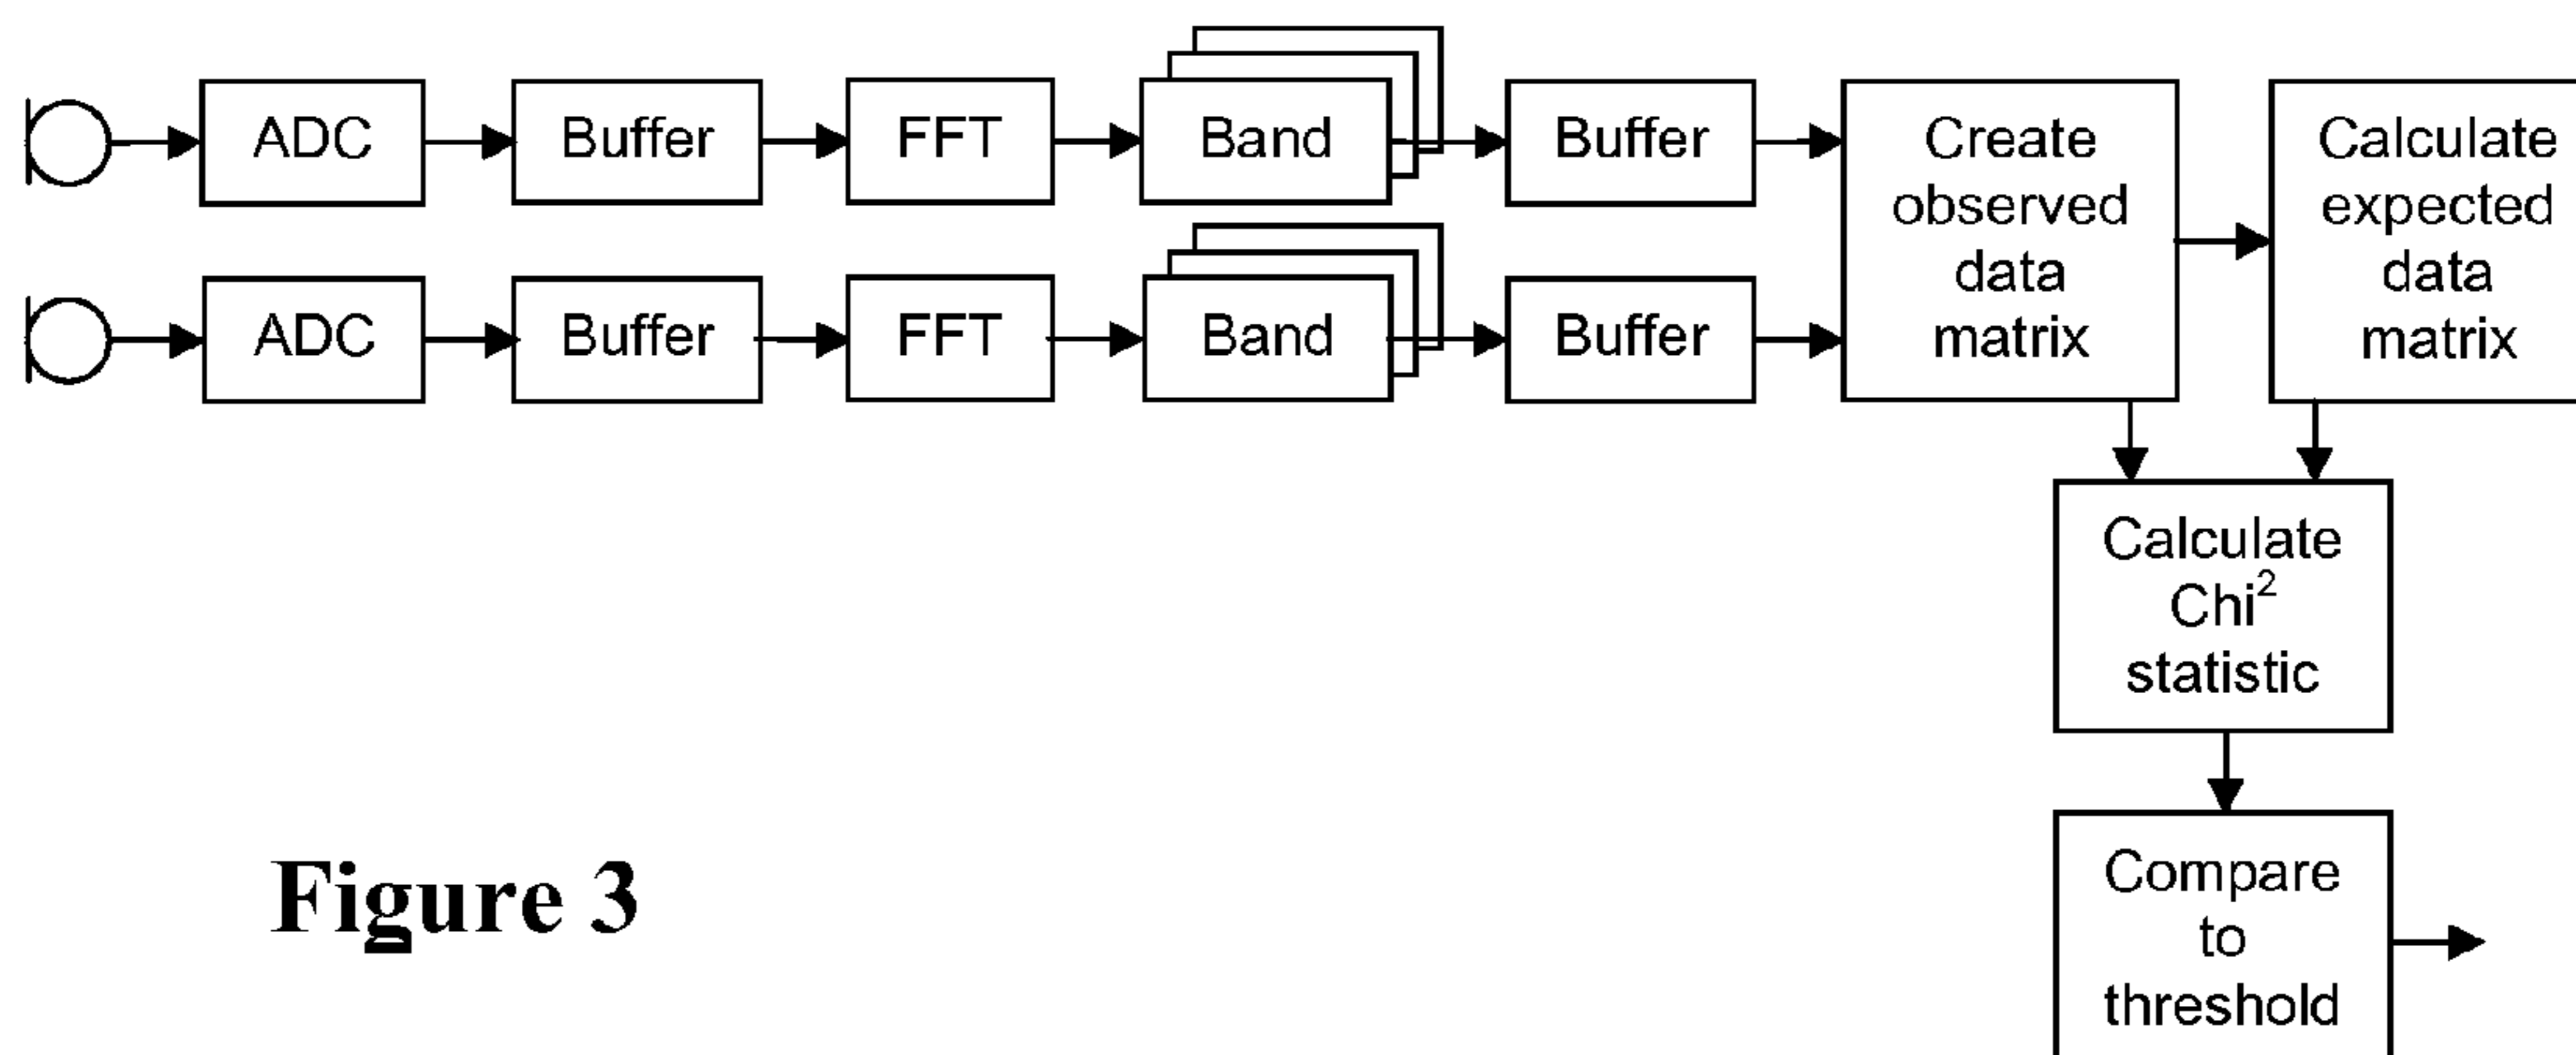 ADC
Buffer
FFT
Band
Buffer
Create
observed
data
matrix
Calculate
expected
data
matrix
ADC
Buffer
FFT
Band
Buffer
Calculate
Chi²
statistic
Compare
to
threshold
Figure 3